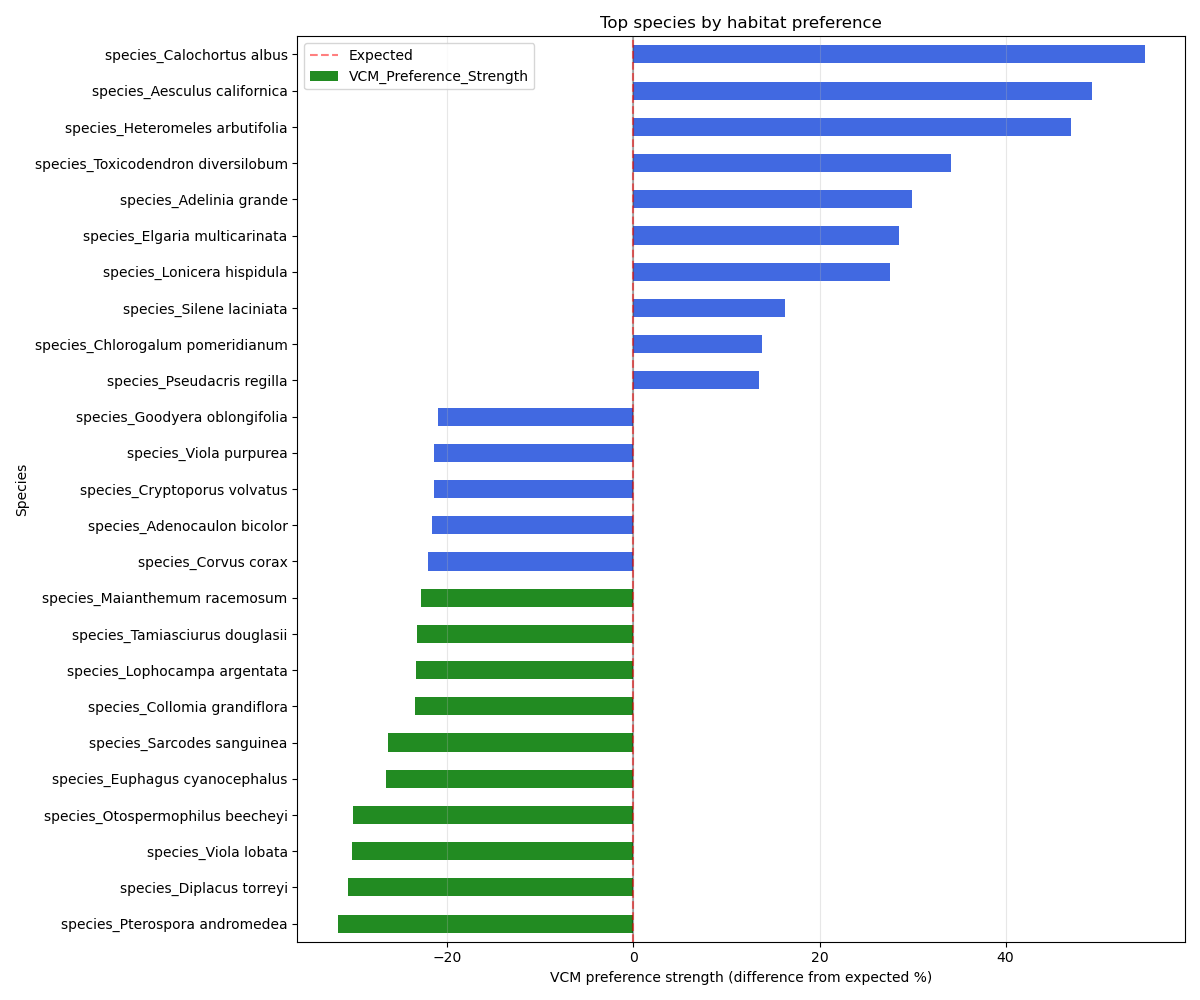 Top species by habitat preference
Expected
VCM_Preference_Strength
Species
species_Calochortus albus
species_Aesculus californica
species_Heteromeles arbutifolia
species_Toxicodendron diversilobum
species_Adelinia grande
species_Elgaria multicarinata
species_Lonicera hispidula
species_Silene laciniata
species_Chlorogalum pomeridianum
species_Pseudacris regilla
species_Goodyera oblongifolia
species_Viola purpurea
species_Cryptoporus volvatus
species_Adenocaulon bicolor
species_Corvus corax
species_Maianthemum racemosum
species_Tamiasciurus douglasii
species_Lophocampa argentata
species_Collomia grandiflora
species_Sarcodes sanguinea
species_Euphagus cyanocephalus
species_Otospermophilus beecheyi
species_Viola lobata
species_Diplacus torreyi
species_Pterospora andromedea
−20 0 20 40
VCM preference strength (difference from expected %)